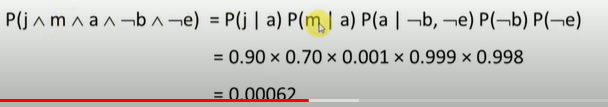 P(j ∧ m ∧ a ∧ ¬b ∧ ¬e) = P(j | a) P(m | a) P(a | ¬b, ¬e) P(¬b) P(¬e)
= 0.90 × 0.70 × 0.001 × 0.999 × 0.998
= 0.00062